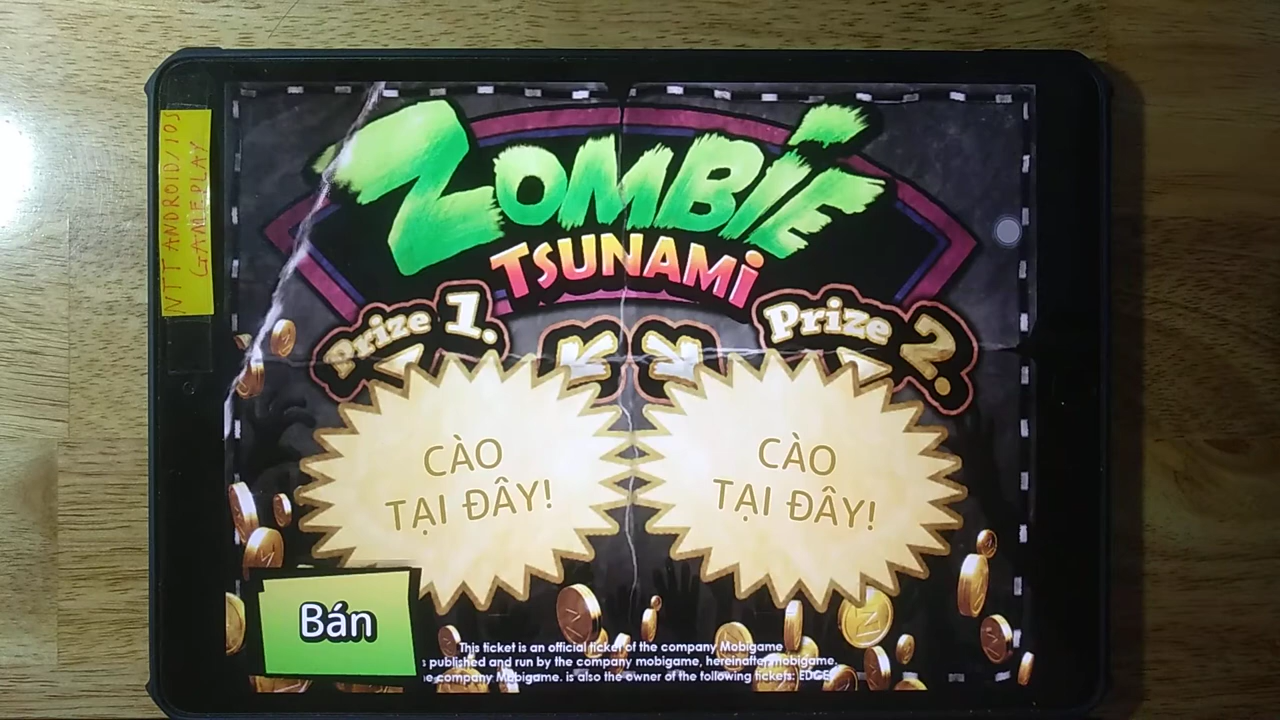 NTT ANDROID/IOS
GAMEPLAY
ZOMBIE
TSUNAMI
Prize 1.
Prize 2.
CÀO
TẠI ĐÂY!
CÀO
TẠI ĐÂY!
Bán
This ticket is an official ticket of the company Mobigame
published and run by the company mobigame, hereinafter mobigame.
company Mobigame. is also the owner of the following tickets: EDGE